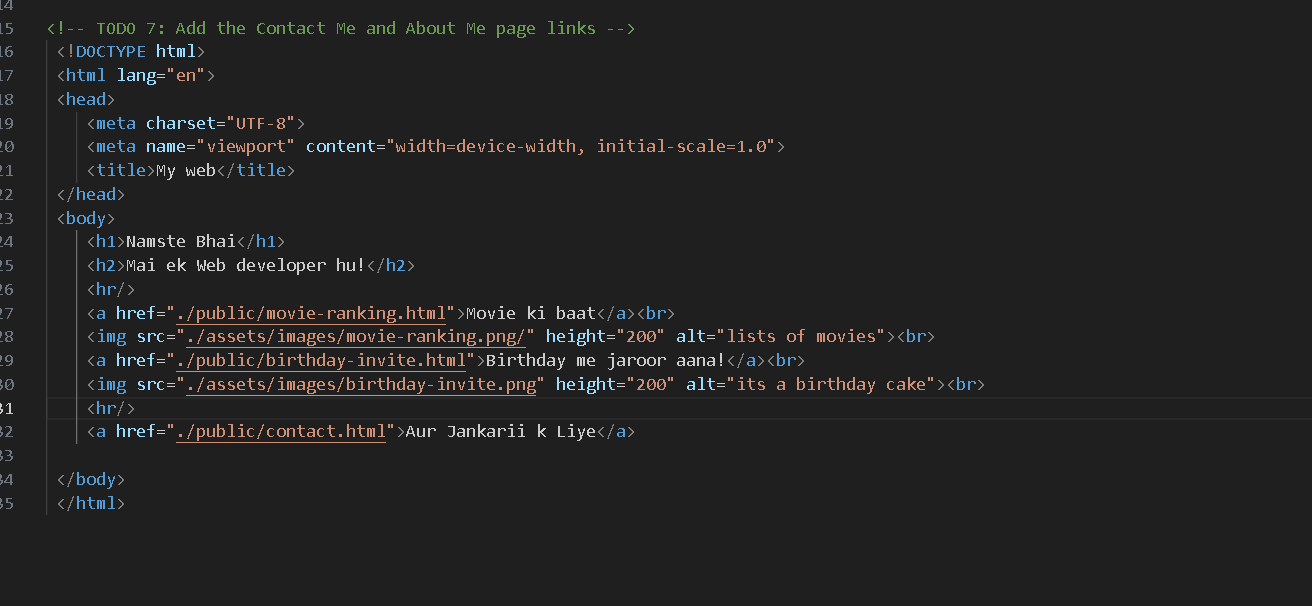 14
15 <!-- TODO 7: Add the Contact Me and About Me page links -->
16 <!DOCTYPE html>
17 <html lang="en">
18 <head>
19 <meta charset="UTF-8">
20 <meta name="viewport" content="width=device-width, initial-scale=1.0">
21 <title>My web</title>
22 </head>
23 <body>
24 <h1>Namste Bhai</h1>
25 <h2>Mai ek Web developer hu!</h2>
26 <hr/>
27 <a href="./public/movie-ranking.html">Movie ki baat</a><br>
28 <img src="./assets/images/movie-ranking.png/" height="200" alt="lists of movies"><br>
29 <a href="./public/birthday-invite.html">Birthday me jaroor aana!</a><br>
30 <img src="./assets/images/birthday-invite.png" height="200" alt="its a birthday cake"><br>
31 <hr/>
32 <a href="./public/contact.html">Aur Jankarii k Liye</a>
33
34 </body>
35 </html>